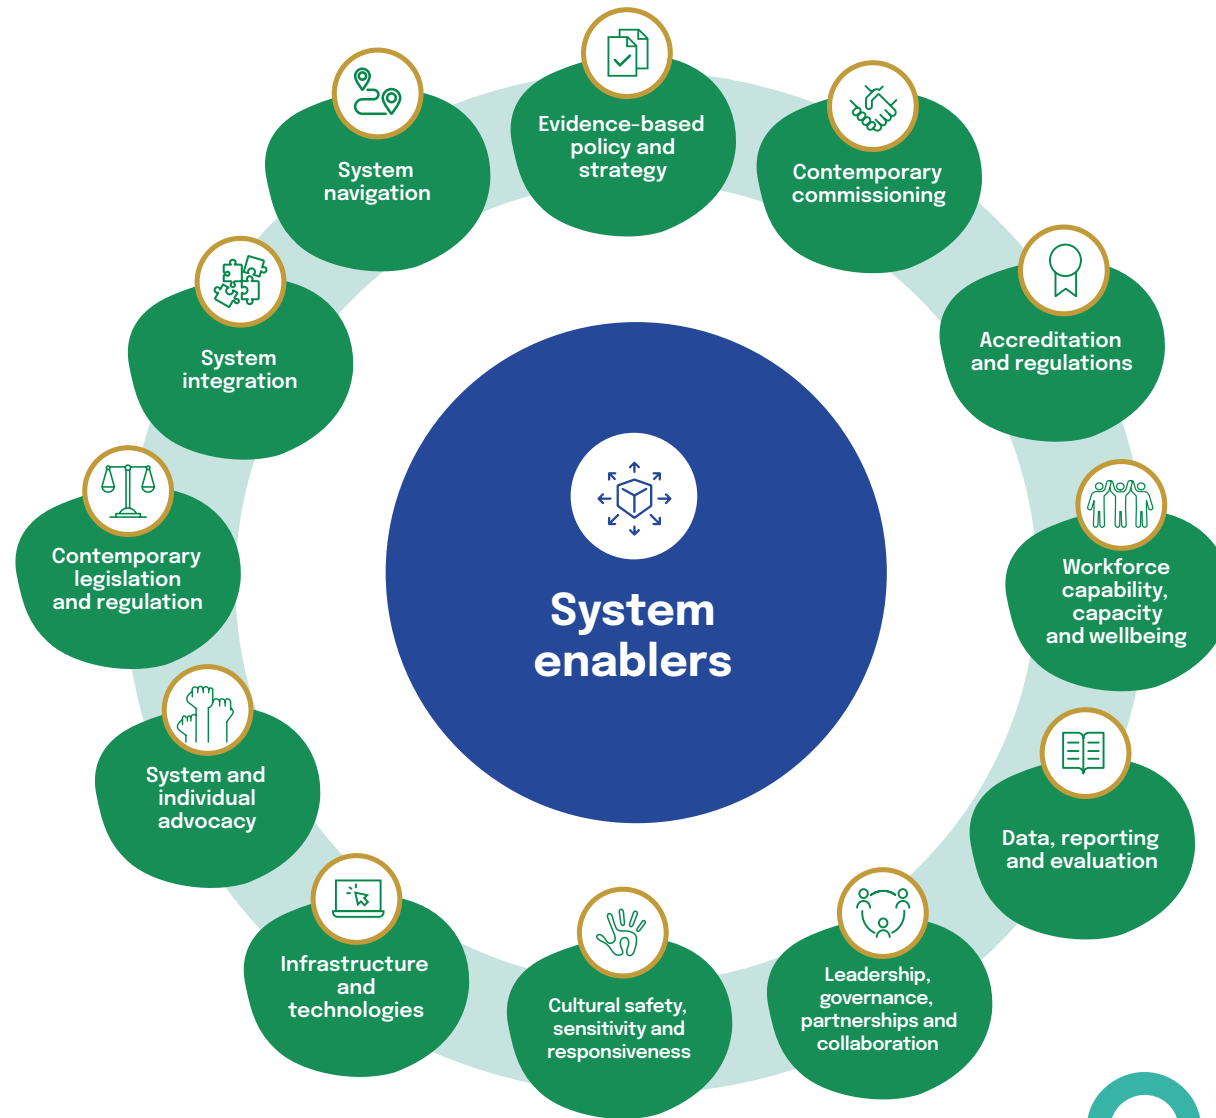 Evidence-based
policy and
strategy
Contemporary
commissioning
Accreditation
and regulations
Workforce
capability,
capacity
and wellbeing
Data, reporting
and evaluation
Leadership,
governance,
partnerships and
collaboration
Cultural safety,
sensitivity and
responsiveness
Infrastructure
and
technologies
System and
individual
advocacy
Contemporary
legislation
and regulation
System
integration
System
navigation
System
enablers